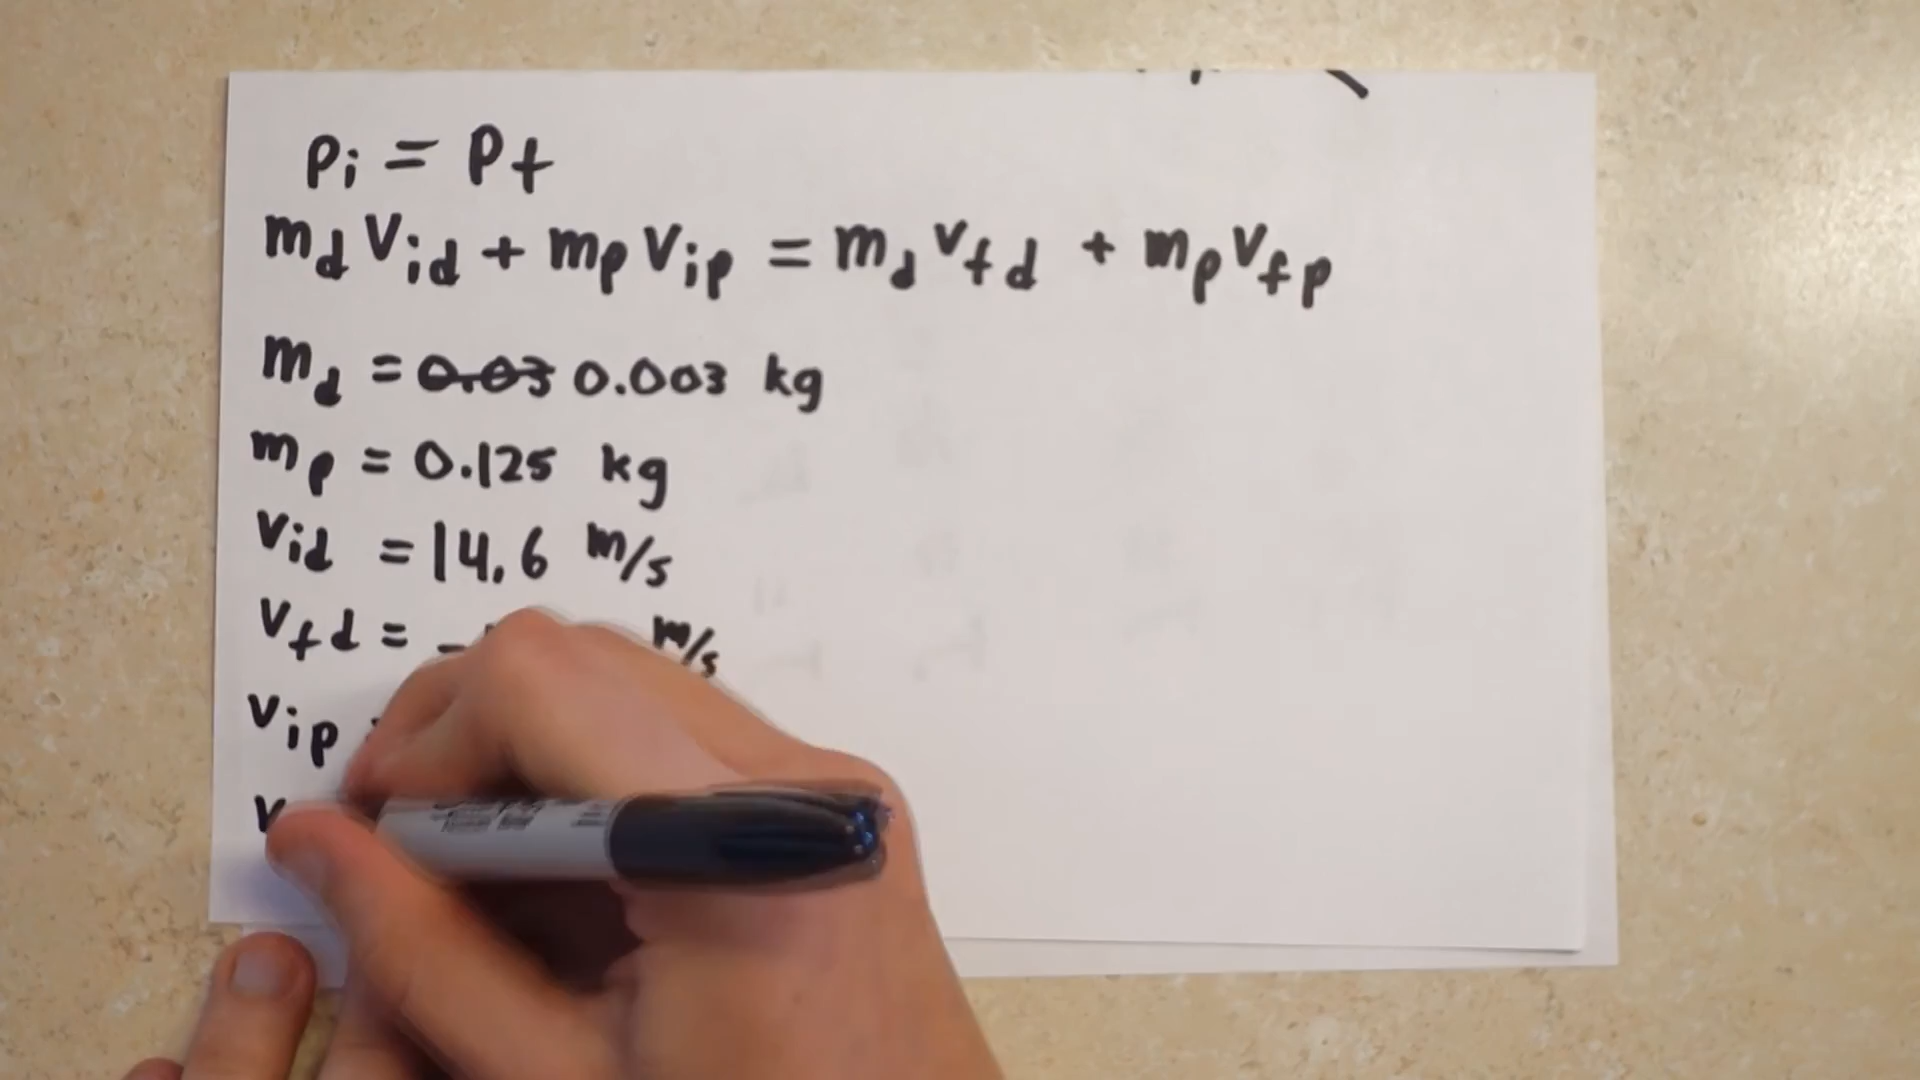 pi = pf
md vid + mp vip = md vfd + mp vfp
md = 0.03 0.003 kg
mp = 0.125 kg
vid = 14.6 m/s
vfd = - m/s
vip
v